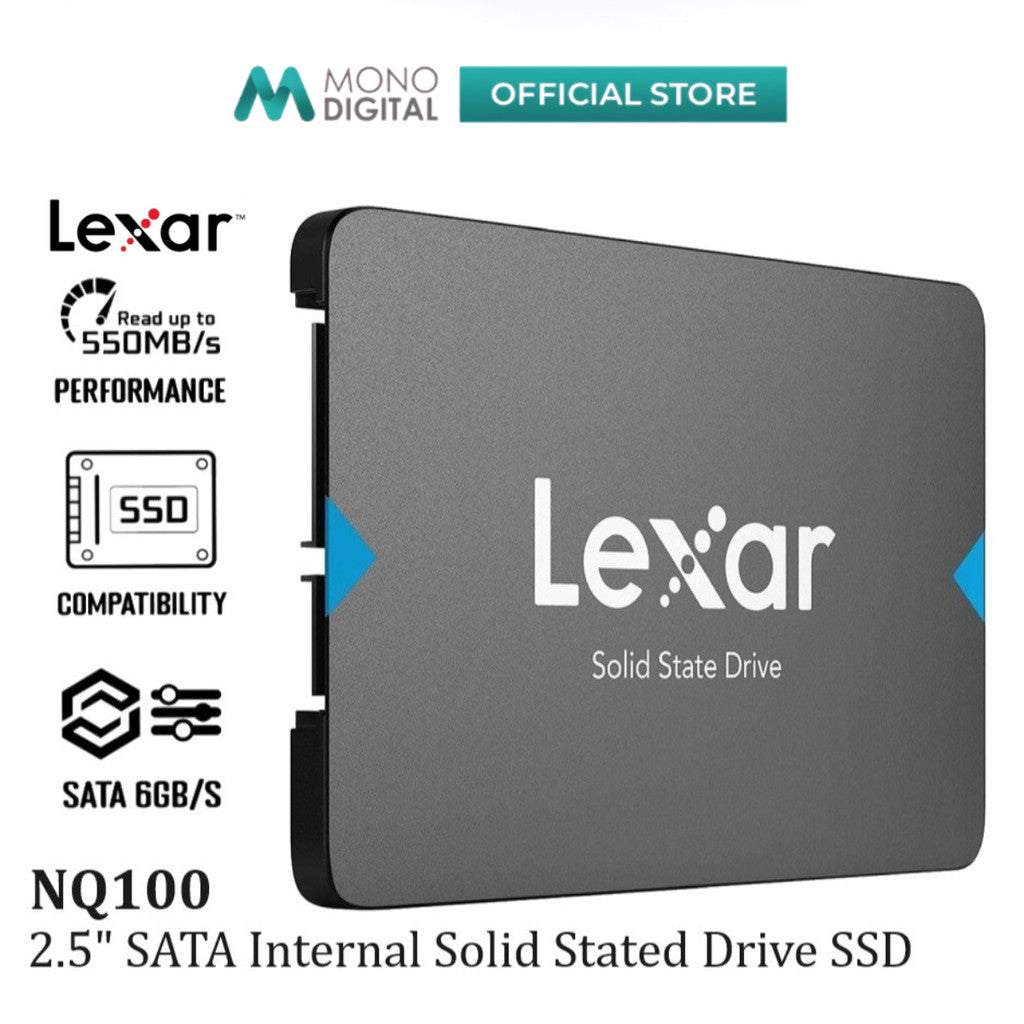 MONO
DIGITAL
OFFICIAL STORE
Lexar™
Read up to
550MB/s
PERFORMANCE
SSD
COMPATIBILITY
SATA 6GB/S
Lexar
Solid State Drive
NQ100
2.5" SATA Internal Solid Stated Drive SSD